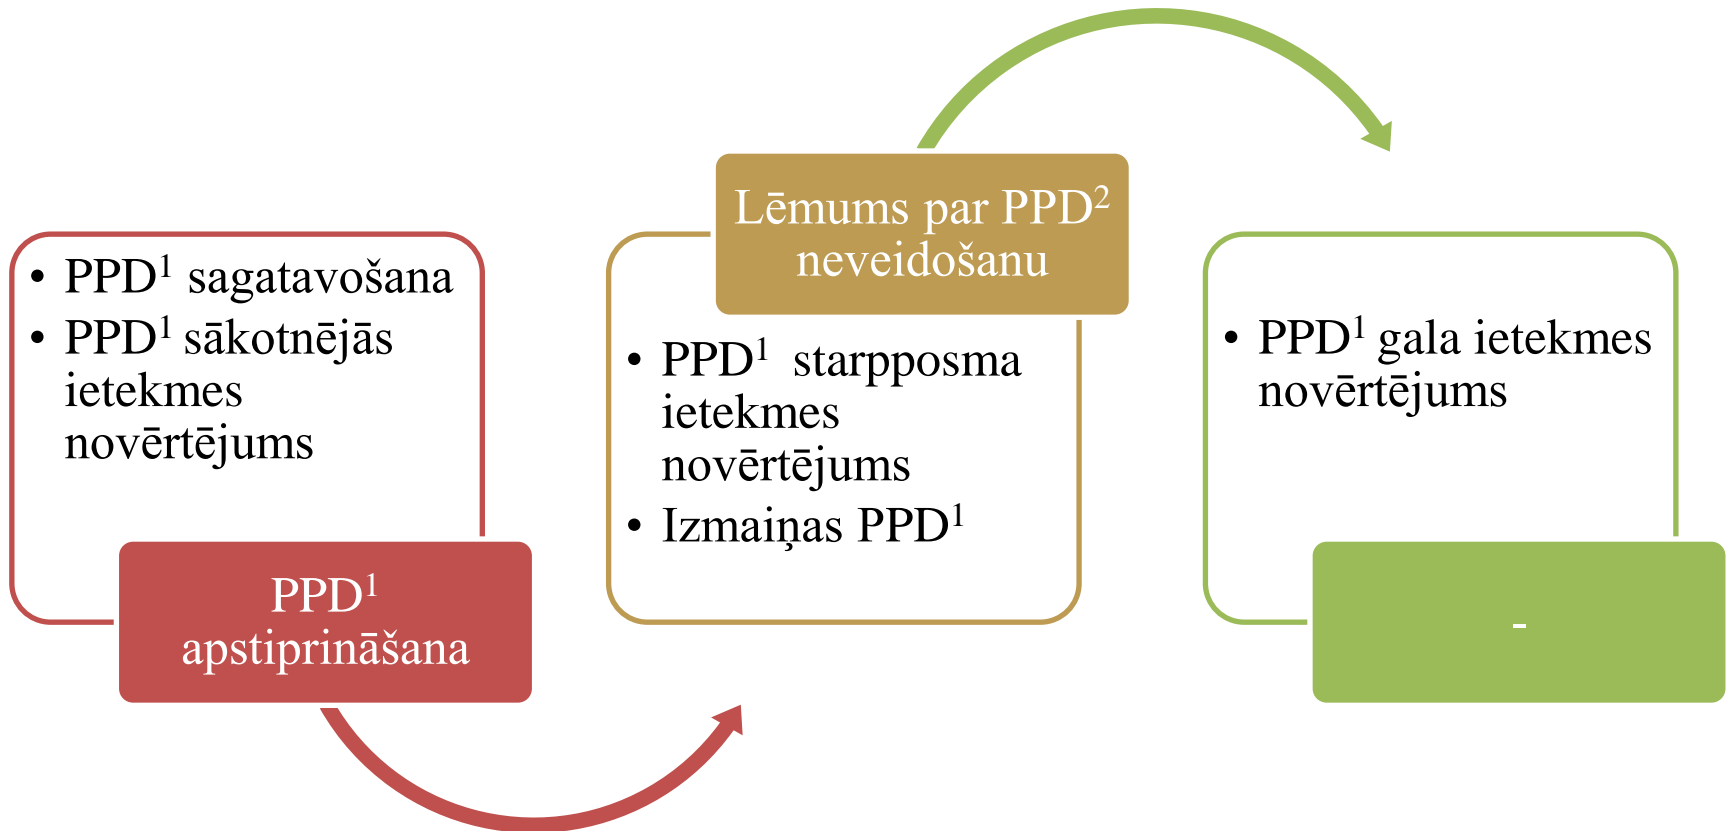 • PPD¹ sagatavošana
• PPD¹ sākotnējās
ietekmes
novērtējums
PPD¹
apstiprināšana
Lēmums par PPD²
neveidošanu
• PPD¹ starpposma
ietekmes
novērtējums
• Izmaiņas PPD¹
• PPD¹ gala ietekmes
novērtējums
-